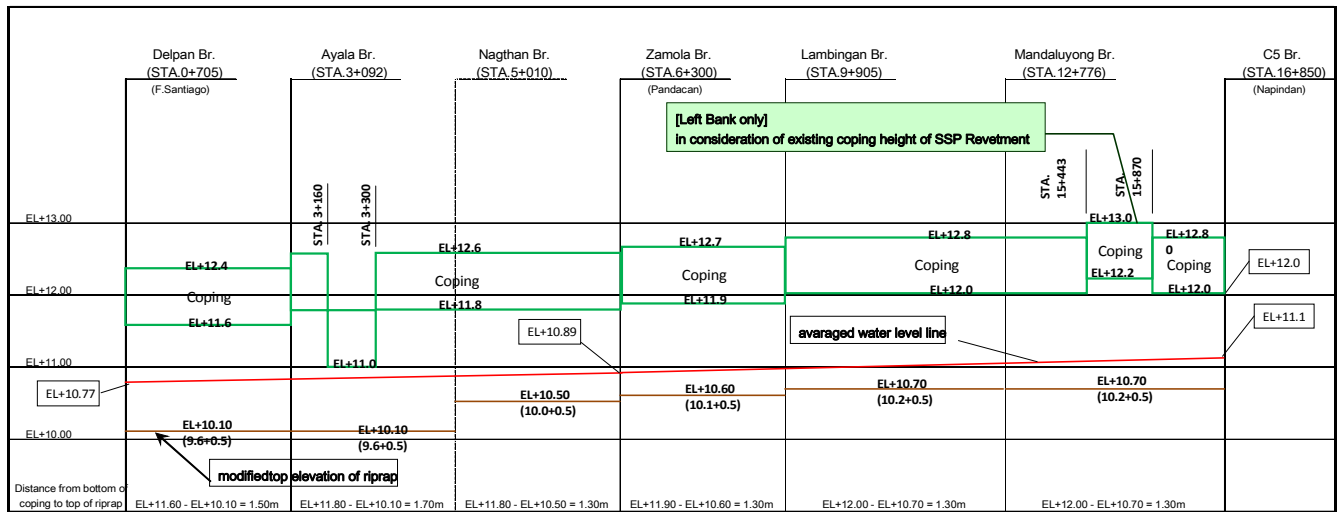 Delpan Br.
(STA.0+705)
(F.Santiago)
Ayala Br.
(STA.3+092)
Nagthan Br.
(STA.5+010)
Zamola Br.
(STA.6+300)
(Pandacan)
Lambingan Br.
(STA.9+905)
Mandaluyong Br.
(STA.12+776)
C5 Br.
(STA.16+850)
(Napindan)
[Left Bank only]
in consideration of existing coping height of SSP Revetment
STA. 3+160
STA. 3+300
STA.
15+443
STA.
15+870
EL+13.00
EL+13.0
EL+12.4
EL+12.6
EL+12.7
EL+12.8
EL+12.8
0
Coping
Coping
Coping
Coping
Coping
Coping
EL+12.2
EL+12.0
EL+12.00
EL+11.6
EL+11.8
EL+11.9
EL+12.0
EL+12.0
EL+10.89
avaraged water level line
EL+11.1
EL+11.00
EL+11.0
EL+10.77
EL+10.50
(10.0+0.5)
EL+10.60
(10.1+0.5)
EL+10.70
(10.2+0.5)
EL+10.70
(10.2+0.5)
EL+10.10
(9.6+0.5)
EL+10.10
(9.6+0.5)
EL+10.00
modifiedtop elevation of riprap
Distance from bottom of
coping to top of riprap
EL+11.60 - EL+10.10 = 1.50m
EL+11.80 - EL+10.10 = 1.70m
EL+11.80 - EL+10.50 = 1.30m
EL+11.90 - EL+10.60 = 1.30m
EL+12.00 - EL+10.70 = 1.30m
EL+12.00 - EL+10.70 = 1.30m